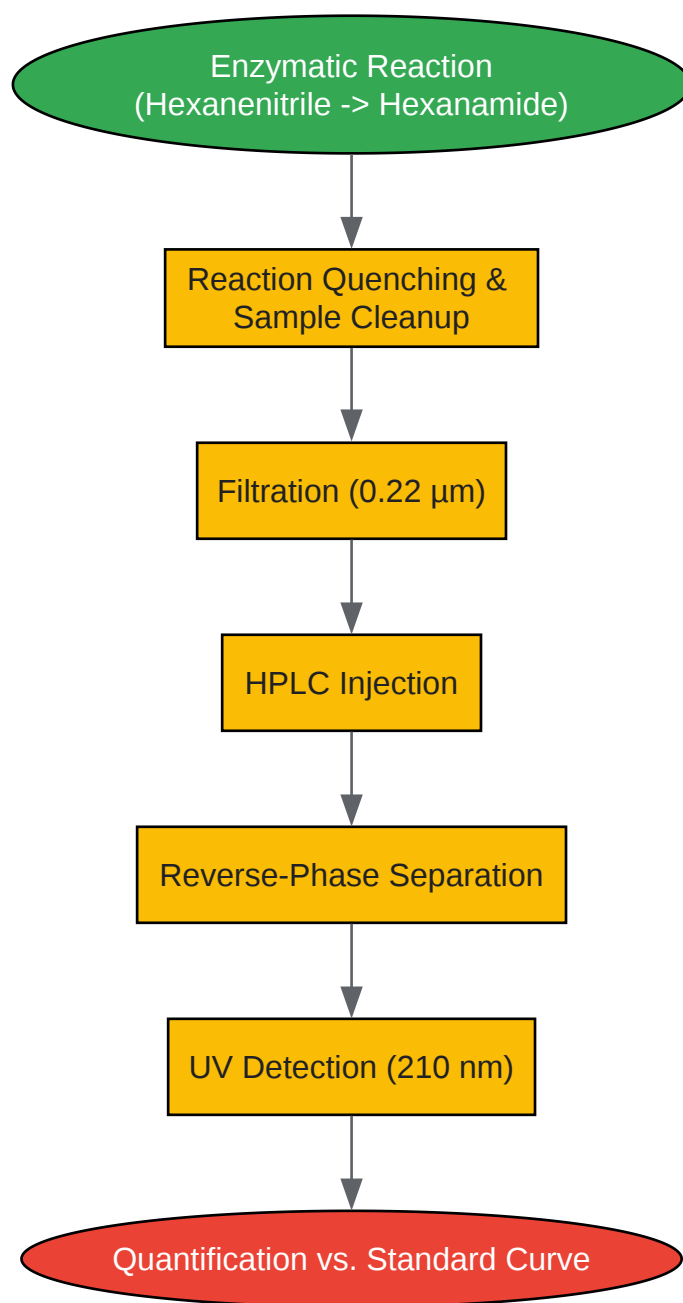 Enzymatic Reaction
(Hexanenitrile -> Hexanamide)
Reaction Quenching &
Sample Cleanup
Filtration (0.22 µm)
HPLC Injection
Reverse-Phase Separation
UV Detection (210 nm)
Quantification vs. Standard Curve